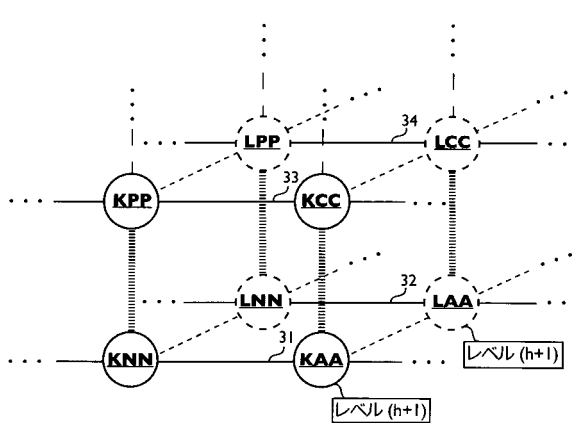 34
LPP
LCC
33
KPP
KCC
LNN
32
LAA
31
KNN
KAA
レベル (h+1)
レベル (h+1)